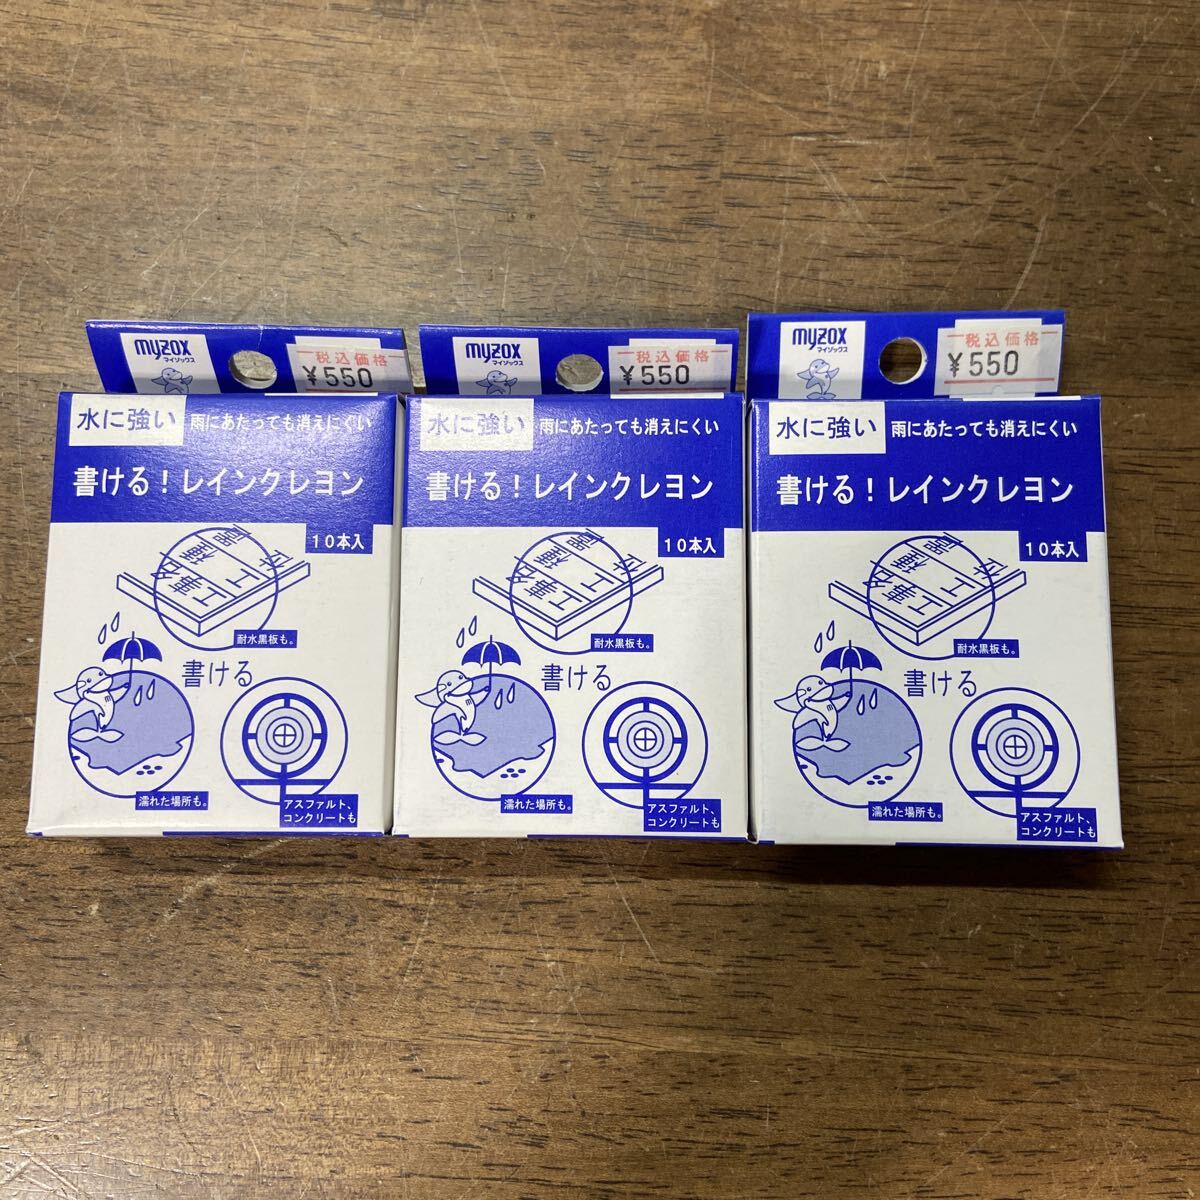 myzox
マイゾックス
税込価格
¥550
水に強い 雨にあたっても消えにくい
書ける！レインクレヨン
10本入
耐水黒板も。
書ける
濡れた場所も。
アスファルト、
コンクリートも
myzox
マイゾックス
税込価格
¥550
水に強い 雨にあたっても消えにくい
書ける！レインクレヨン
10本入
耐水黒板も。
書ける
濡れた場所も。
アスファルト、
コンクリートも
myzox
マイゾックス
税込価格
¥550
水に強い 雨にあたっても消えにくい
書ける！レインクレヨン
10本入
耐水黒板も。
書ける
濡れた場所も。
アスファルト、
コンクリートも